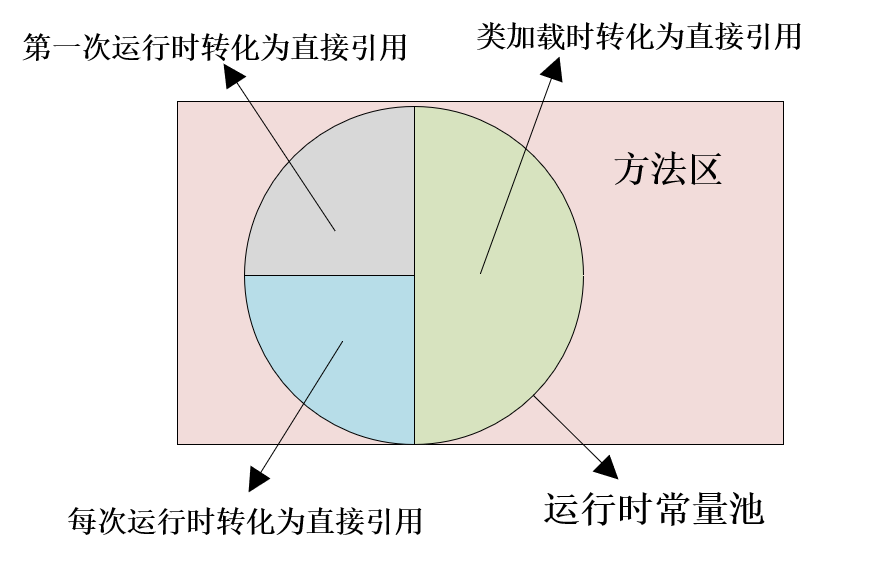 第一次运行时转化为直接引用
类加载时转化为直接引用
方法区
每次运行时转化为直接引用
运行时常量池